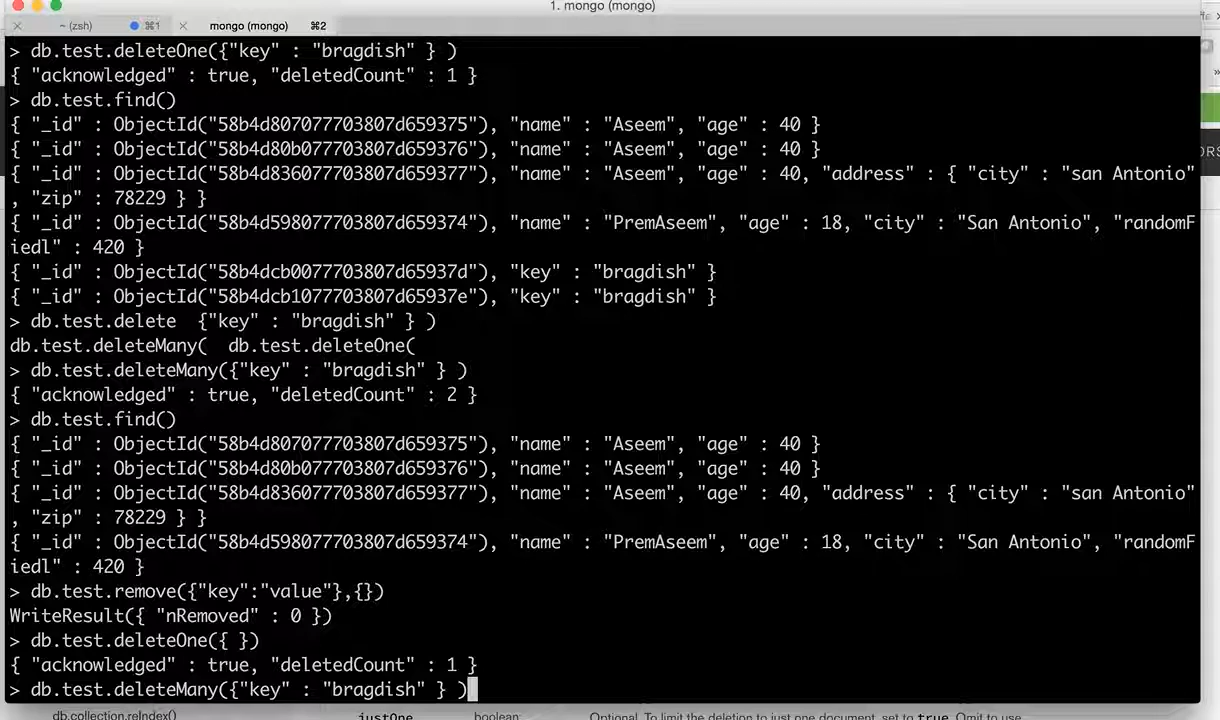 1. mongo (mongo)
~ (zsh) ⌘1 mongo (mongo) ⌘2
> db.test.deleteOne({"key" : "bragdish" } )
{ "acknowledged" : true, "deletedCount" : 1 }
> db.test.find()
{ "_id" : ObjectId("58b4d807077703807d659375"), "name" : "Aseem", "age" : 40 }
{ "_id" : ObjectId("58b4d80b077703807d659376"), "name" : "Aseem", "age" : 40 }
{ "_id" : ObjectId("58b4d836077703807d659377"), "name" : "Aseem", "age" : 40, "address" : { "city" : "san Antonio"
, "zip" : 78229 } }
{ "_id" : ObjectId("58b4d598077703807d659374"), "name" : "PremAseem", "age" : 18, "city" : "San Antonio", "randomF
iedl" : 420 }
{ "_id" : ObjectId("58b4dcb0077703807d65937d"), "key" : "bragdish" }
{ "_id" : ObjectId("58b4dcb1077703807d65937e"), "key" : "bragdish" }
> db.test.delete  {"key" : "bragdish" } )
db.test.deleteMany(  db.test.deleteOne(
> db.test.deleteMany({"key" : "bragdish" } )
{ "acknowledged" : true, "deletedCount" : 2 }
> db.test.find()
{ "_id" : ObjectId("58b4d807077703807d659375"), "name" : "Aseem", "age" : 40 }
{ "_id" : ObjectId("58b4d80b077703807d659376"), "name" : "Aseem", "age" : 40 }
{ "_id" : ObjectId("58b4d836077703807d659377"), "name" : "Aseem", "age" : 40, "address" : { "city" : "san Antonio"
, "zip" : 78229 } }
{ "_id" : ObjectId("58b4d598077703807d659374"), "name" : "PremAseem", "age" : 18, "city" : "San Antonio", "randomF
iedl" : 420 }
> db.test.remove({"key":"value"},{})
WriteResult({ "nRemoved" : 0 })
> db.test.deleteOne({ })
{ "acknowledged" : true, "deletedCount" : 1 }
> db.test.deleteMany({"key" : "bragdish" } )
db.collection.reIndex() justOne boolean Optional. To limit the deletion to just one document, set to true. Omit to use